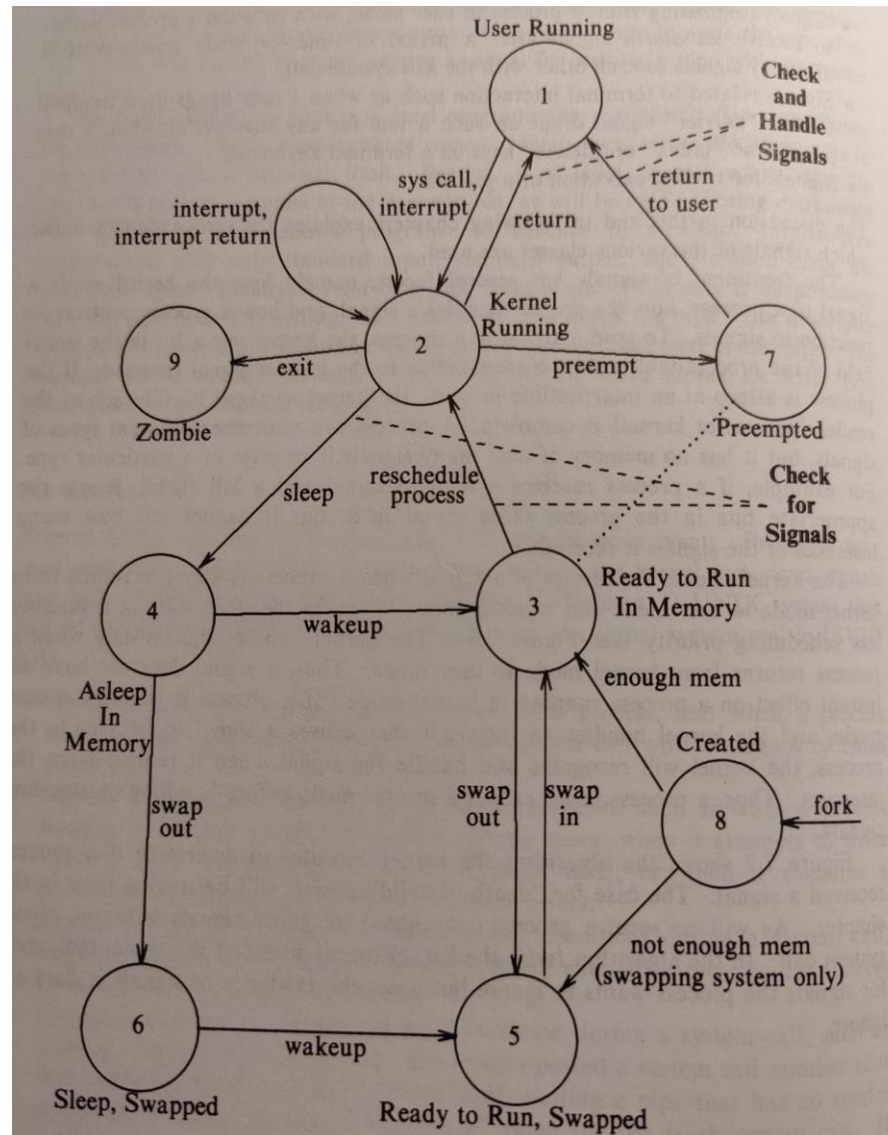 User Running
1
Check
and
Handle
Signals
sys call,
interrupt
interrupt,
interrupt return
return
return
to user
Kernel
Running
9
2
7
exit
preempt
Zombie
Preempted
sleep
reschedule
process
Check
for
Signals
4
wakeup
3
Ready to Run
In Memory
Asleep
In
Memory
enough mem
Created
swap
out
swap
out
swap
in
8
fork
not enough mem
(swapping system only)
6
wakeup
5
Sleep, Swapped
Ready to Run, Swapped